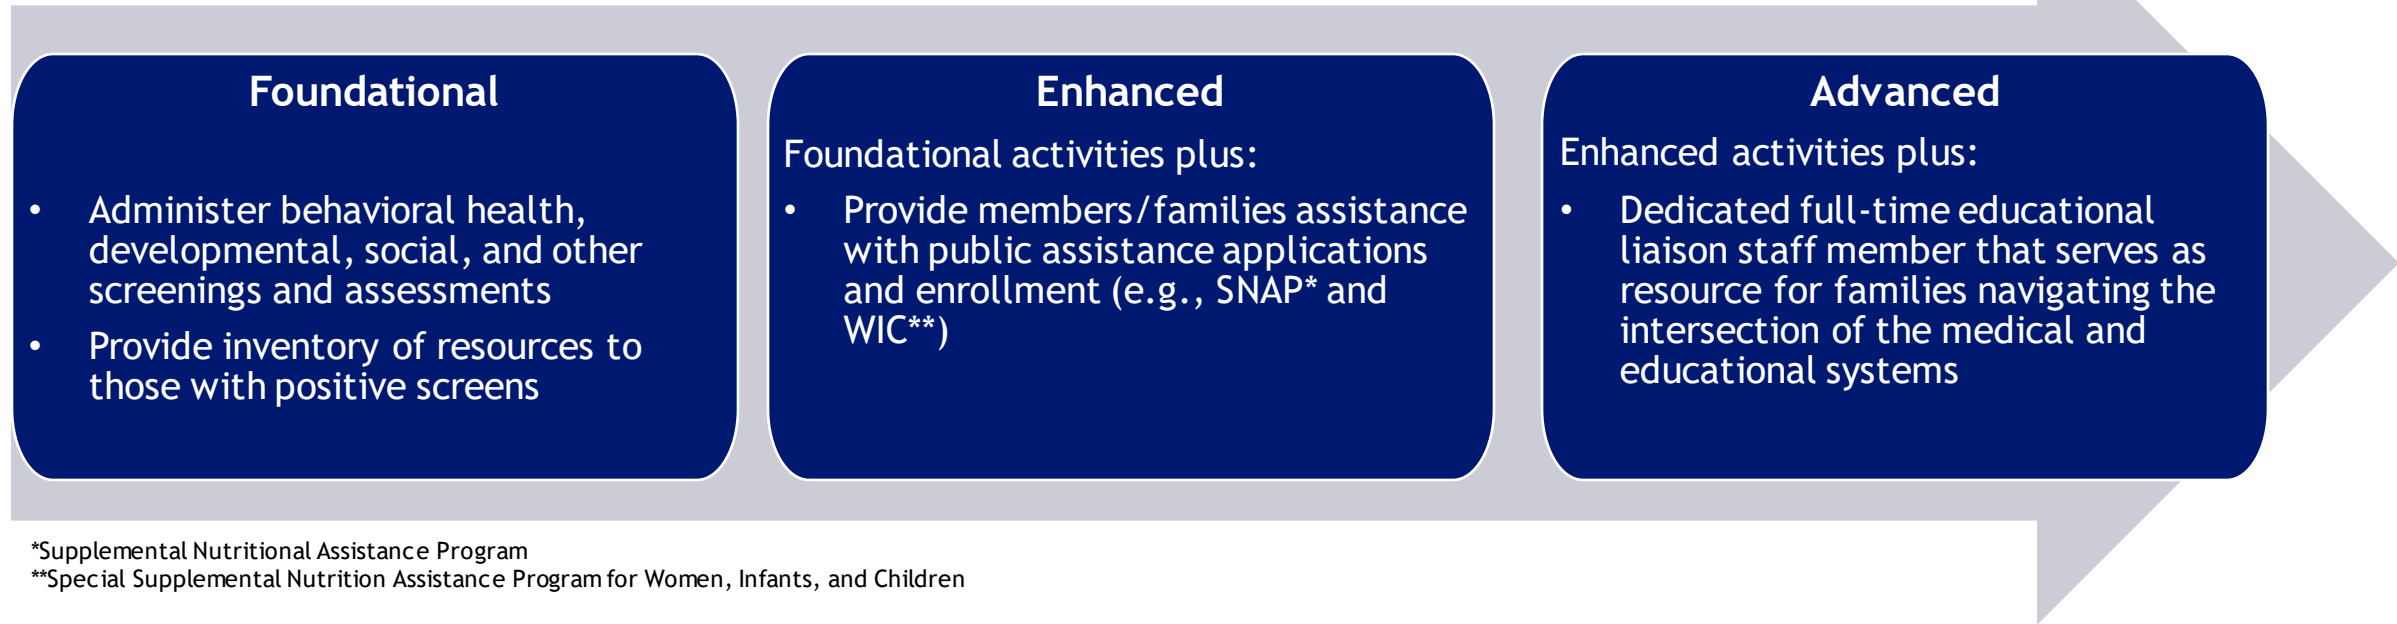 Foundational
• Administer behavioral health,
developmental, social, and other
screenings and assessments
• Provide inventory of resources to
those with positive screens
Enhanced
Foundational activities plus:
• Provide members/families assistance
with public assistance applications
and enrollment (e.g., SNAP* and
WIC**)
Advanced
Enhanced activities plus:
• Dedicated full-time educational
liaison staff member that serves as
resource for families navigating the
intersection of the medical and
educational systems
*Supplemental Nutritional Assistance Program
**Special Supplemental Nutrition Assistance Program for Women, Infants, and Children